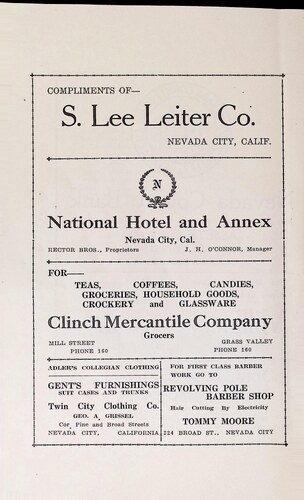 COMPLIMENTS OF—
S. Lee Leiter Co.
NEVADA CITY, CALIF.
N
National Hotel and Annex
Nevada City, Cal.
RECTOR BROS., Proprietors J. H. O'CONNOR, Manager
FOR—
TEAS, COFFEES, CANDIES,
GROCERIES, HOUSEHOLD GOODS,
CROCKERY and GLASSWARE
Clinch Mercantile Company
Grocers
MILL STREET GRASS VALLEY
PHONE 160 PHONE 160
ADLER'S COLLEGIAN CLOTHING
GENT'S FURNISHINGS
SUIT CASES AND TRUNKS
Twin City Clothing Co.
GEO. A. GRISSEL
Cor. Pine and Broad Streets
NEVADA CITY, CALIFORNIA
FOR FIRST CLASS BARBER
WORK GO TO
REVOLVING POLE
BARBER SHOP
Hair Cutting By Electricity
TOMMY MOORE
224 BROAD ST., NEVADA CITY